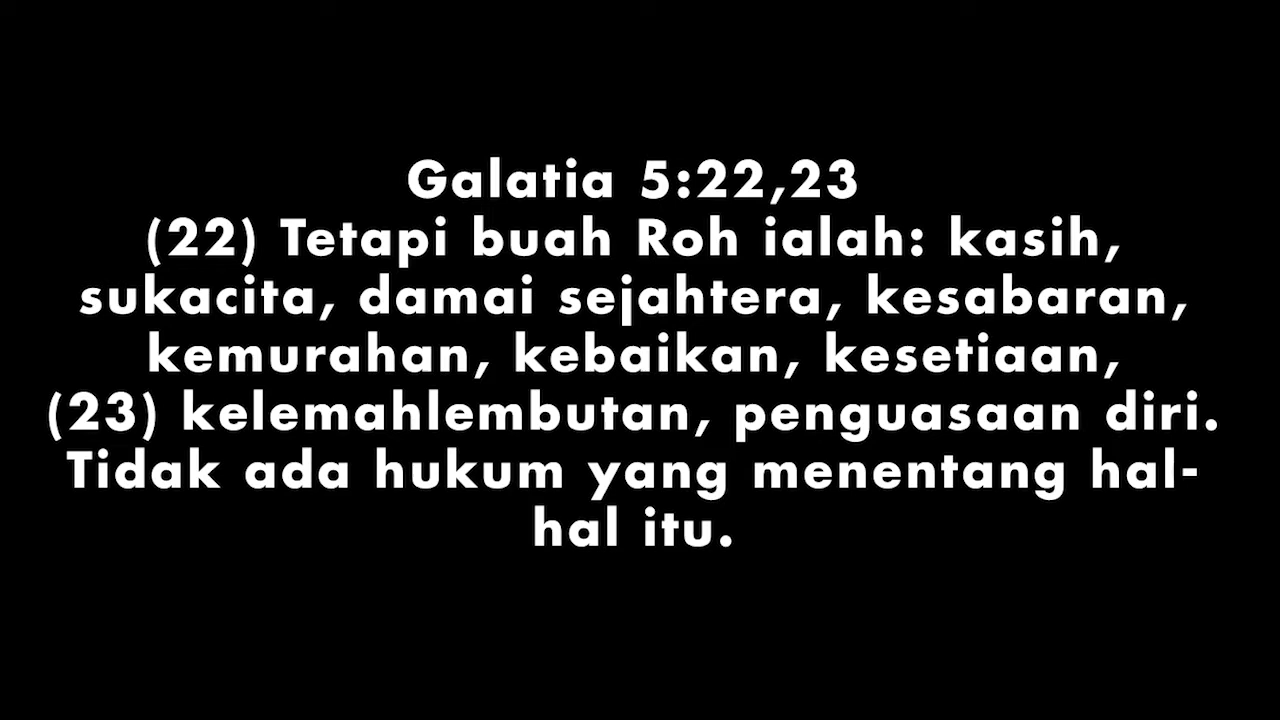 Galatia 5:22,23
(22) Tetapi buah Roh ialah: kasih,
sukacita, damai sejahtera, kesabaran,
kemurahan, kebaikan, kesetiaan,
(23) kelemahlembutan, penguasaan diri.
Tidak ada hukum yang menentang hal-
hal itu.